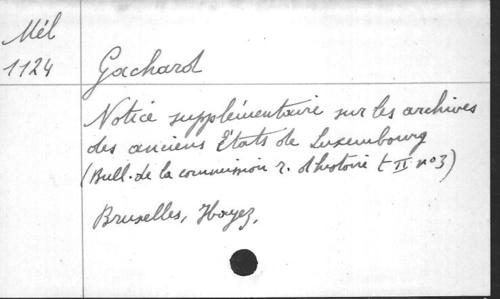 Mél
1124
Gachard
Notice supplémentaire sur les archives
des anciens États de Luxembourg
(Bull. de la commission r. d'histoire t II no 3)
Bruxelles, Hayez,